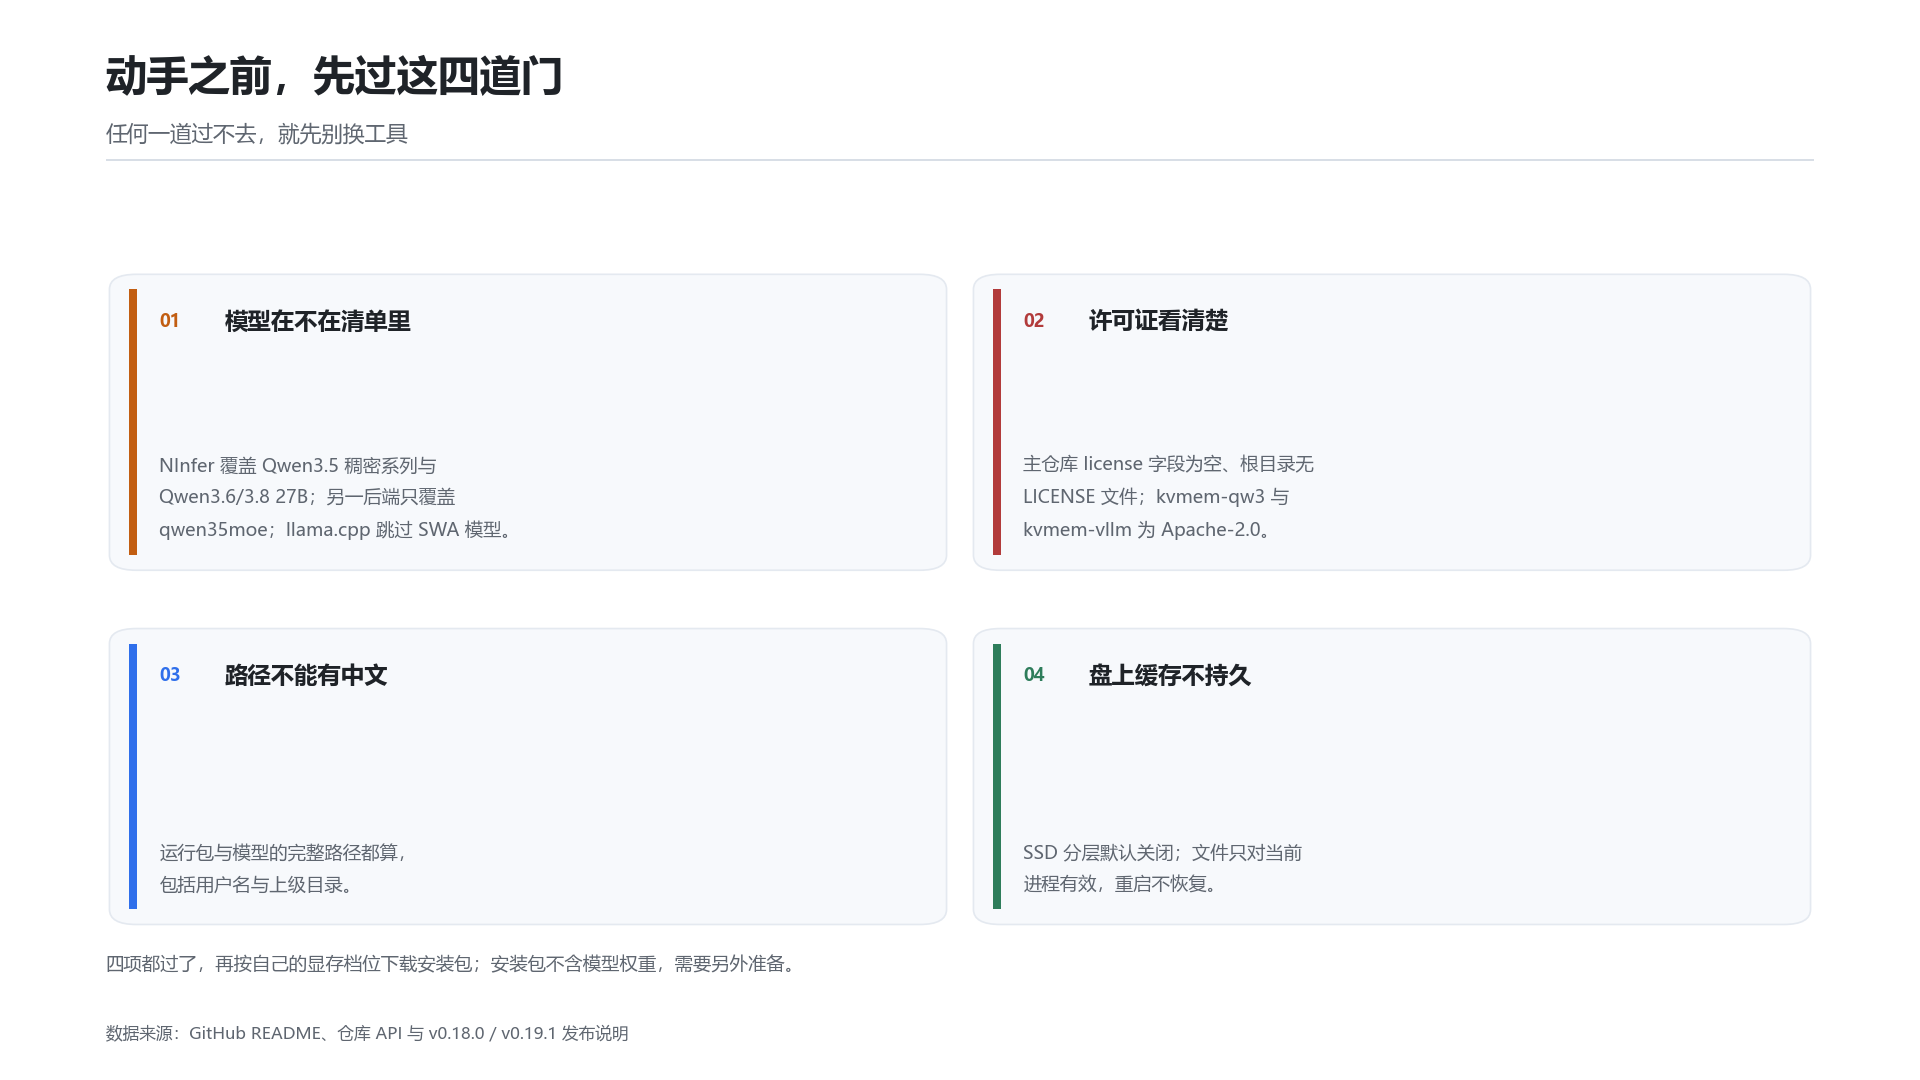 动手之前，先过这四道门
任何一道过不去，就先别换工具
01 模型在不在清单里
NInfer 覆盖 Qwen3.5 稠密系列与
Qwen3.6/3.8 27B；另一后端只覆盖
qwen35moe；llama.cpp 跳过 SWA 模型。
02 许可证看清楚
主仓库 license 字段为空、根目录无
LICENSE 文件；kvmem-qw3 与
kvmem-vllm 为 Apache-2.0。
03 路径不能有中文
运行包与模型的完整路径都算，
包括用户名与上级目录。
04 盘上缓存不持久
SSD 分层默认关闭；文件只对当前
进程有效，重启不恢复。
四项都过了，再按自己的显存档位下载安装包；安装包不含模型权重，需要另外准备。
数据来源：GitHub README、仓库 API 与 v0.18.0 / v0.19.1 发布说明